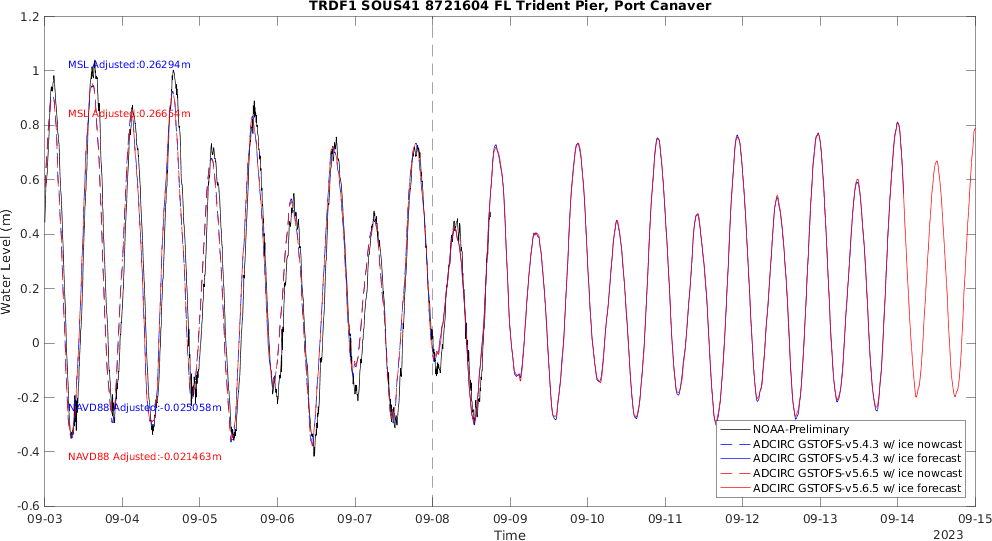 TRDF1 SOUS41 8721604 FL Trident Pier, Port Canaver
1.2
1
0.8
0.6
0.4
0.2
0
-0.2
-0.4
-0.6
Water Level (m)
MSL Adjusted:0.26294m
MSL Adjusted:0.26654m
NAVD88 Adjusted:-0.025058m
NAVD88 Adjusted:-0.021463m
NOAA-Preliminary
ADCIRC GSTOFS-v5.4.3 w/ ice nowcast
ADCIRC GSTOFS-v5.4.3 w/ ice forecast
ADCIRC GSTOFS-v5.6.5 w/ ice nowcast
ADCIRC GSTOFS-v5.6.5 w/ ice forecast
09-03 09-04 09-05 09-06 09-07 09-08 09-09 09-10 09-11 09-12 09-13 09-14 09-15
Time
2023